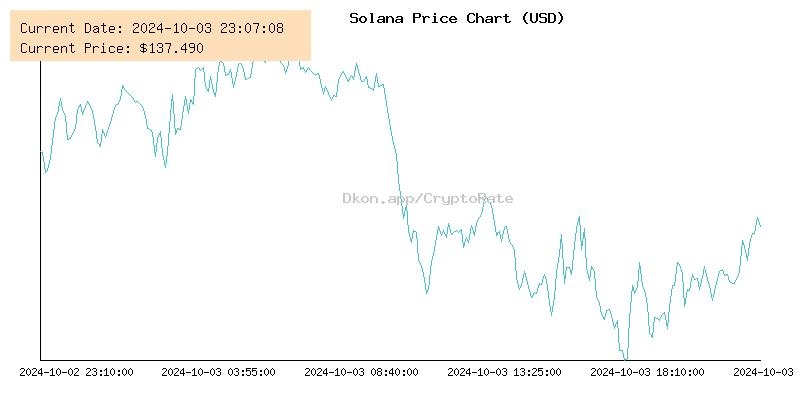 Solana Price Chart (USD)
Current Date: 2024-10-03 23:07:08
Current Price: $137.490
Dkon.app/CryptoRate
2024-10-02 23:10:00 2024-10-03 03:55:00 2024-10-03 08:40:00 2024-10-03 13:25:00 2024-10-03 18:10:00 2024-10-03